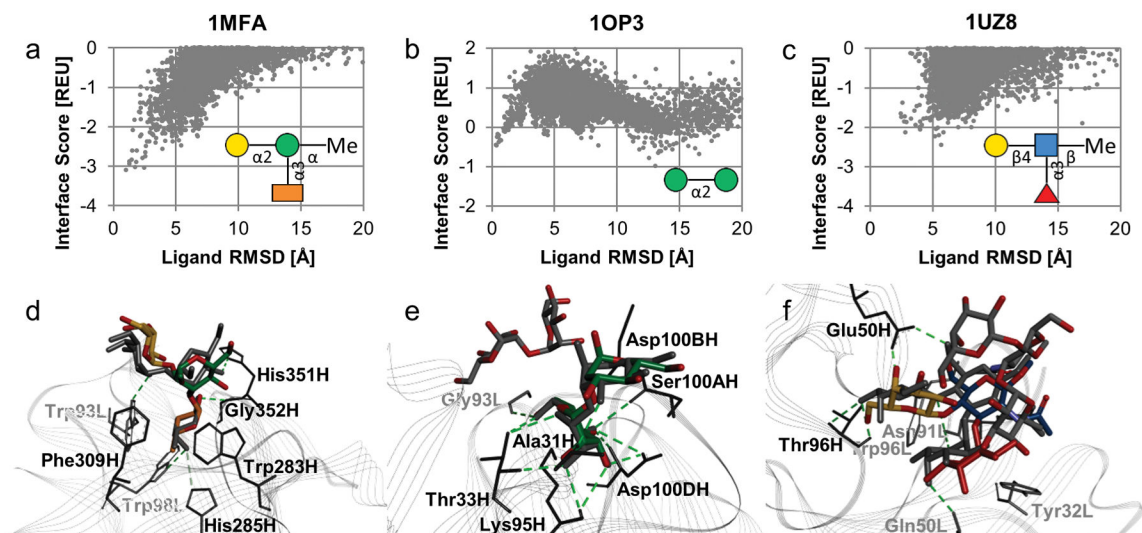 1MFA
1OP3
1UZ8
a
b
c
Interface Score [REU]
0
-1
-2
-3
-4
0
5
10
15
20
Ligand RMSD [Å]
α2
α
Me
α3
Interface Score [REU]
2
1
0
-1
-2
0
5
10
15
20
Ligand RMSD [Å]
α2
Interface Score [REU]
0
-1
-2
-3
-4
0
5
10
15
20
Ligand RMSD [Å]
β4
β
Me
α3
d
His351H
Trp93L
Gly352H
Phe309H
Trp283H
Trp98L
His285H
e
Asp100BH
Ser100AH
Gly93L
Ala31H
Asp100DH
Thr33H
Lys95H
f
Glu50H
Asn91L
Thr96H
Trp96L
Tyr32L
Gln50L